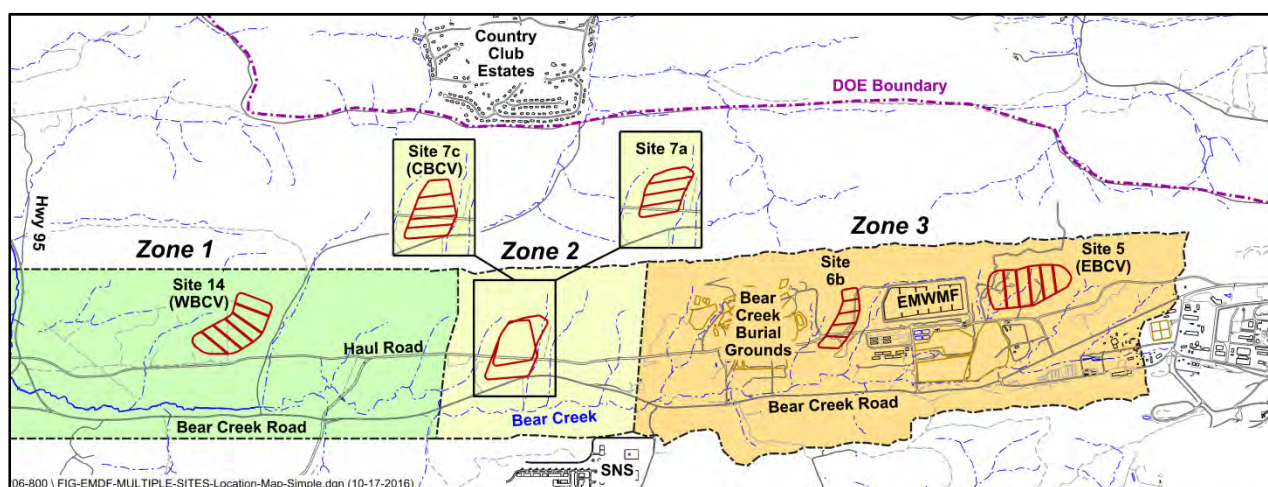 Country
Club
Estates
DOE Boundary
Site 7c
(CBCV)
Site 7a
Hwy 95
Zone 1
Zone 2
Zone 3
Site 14
(WBCV)
Site
6b
Site 5
(EBCV)
EMWMF
Bear
Creek
Burial
Grounds
Haul Road
Bear Creek
Bear Creek Road
Bear Creek Road
SNS
06-800 \ FIG-EMDF-MULTIPLE-SITES-Location-Map-Simple.dgn (10-17-2016)